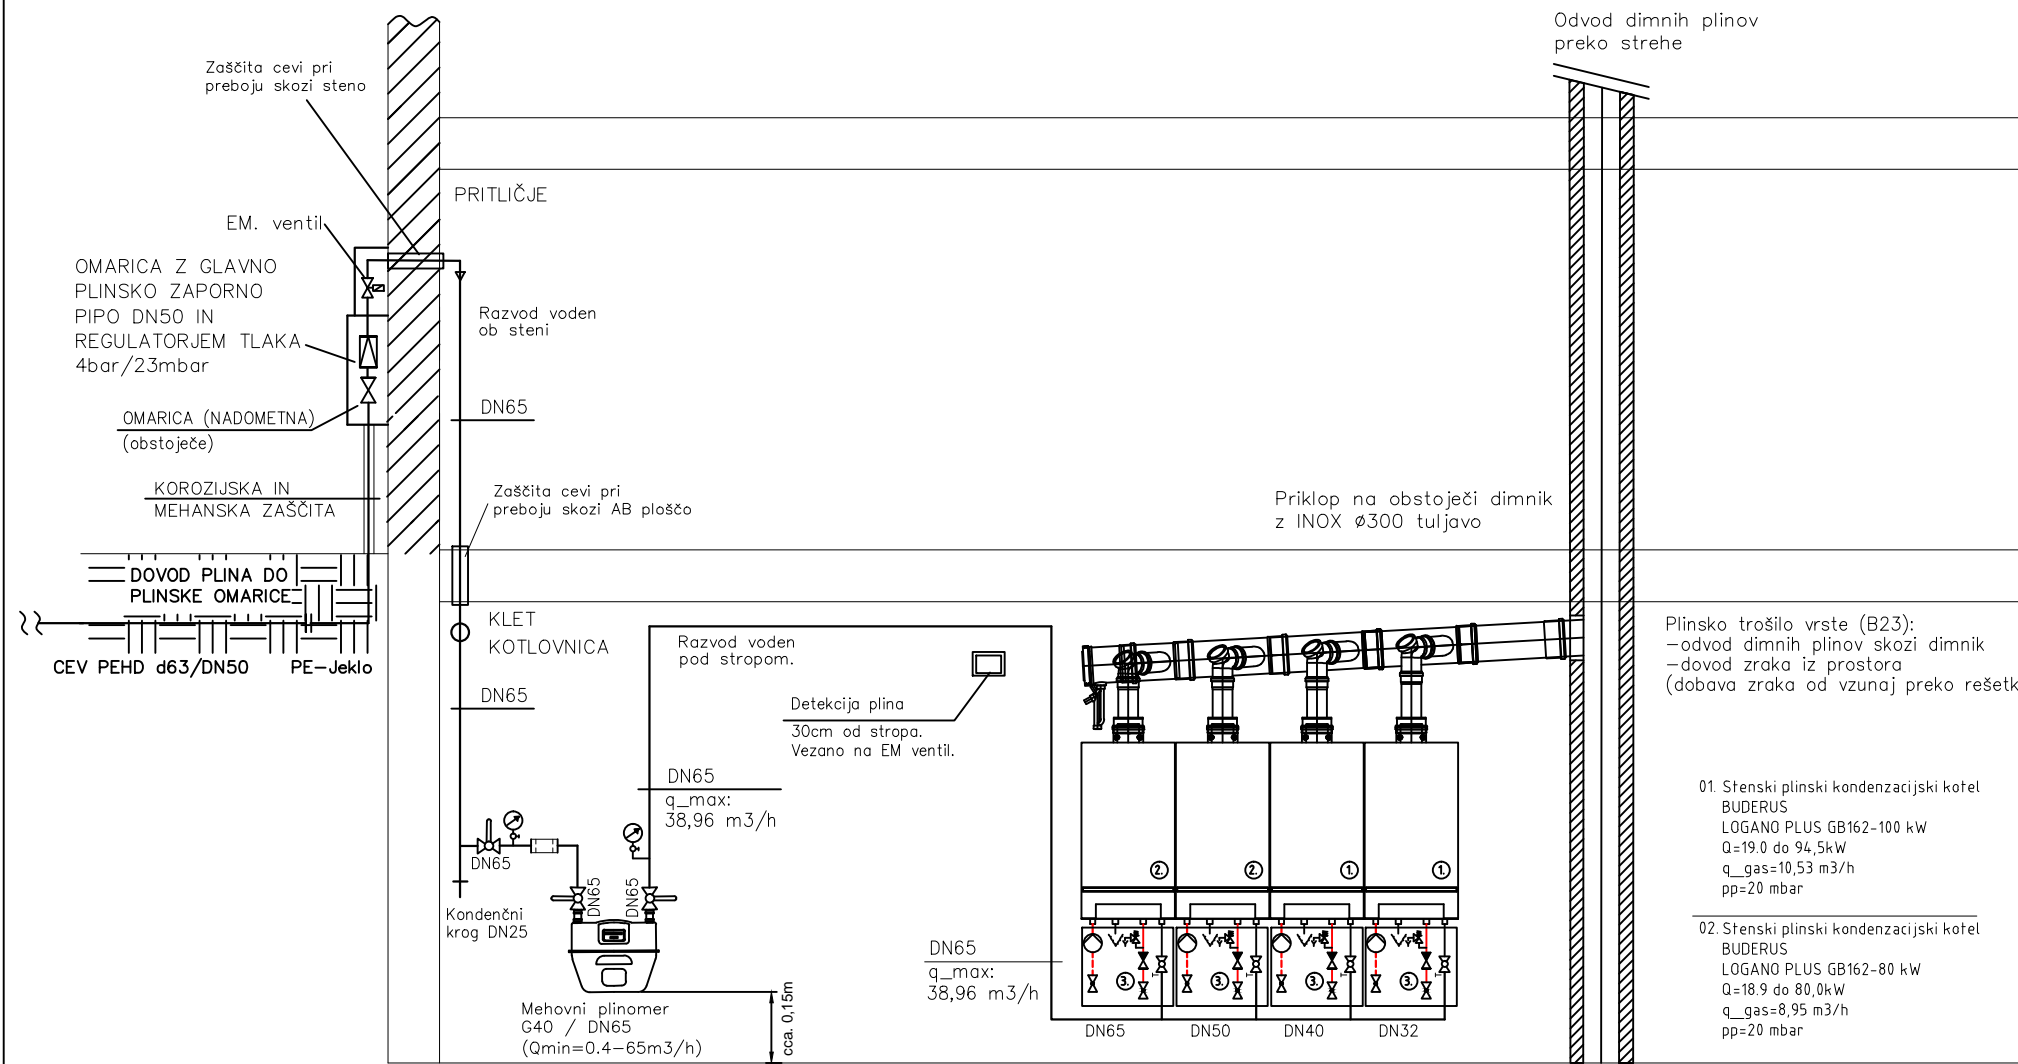 Odvod dimnih plinov
preko strehe
Zaščita cevi pri
preboju skozi steno
PRITLIČJE
EM. ventil
OMARICA Z GLAVNO
PLINSKO ZAPORNO
PIPO DN50 IN
REGULATORJEM TLAKA
4bar/23mbar
Razvod voden
ob steni
OMARICA (NADOMETNA)
(obstoječe)
DN65
KOROZIJSKA IN
MEHANSKA ZAŠČITA
Zaščita cevi pri
preboju skozi AB ploščo
Priklop na obstoječi dimnik
z INOX Ø300 tuljavo
DOVOD PLINA DO
PLINSKE OMARICE
CEV PEHD d63/DN50
PE-Jeklo
KLET
KOTLOVNICA
DN65
Razvod voden
pod stropom.
Detekcija plina
30cm od stropa.
Vezano na EM ventil.
Plinsko trošilo vrste (B23):
-odvod dimnih plinov skozi dimnik
-dovod zraka iz prostora
(dobava zraka od vzunaj preko rešetk
DN65
q_max:
38,96 m3/h
DN65
DN65
DN65
Kondenčni
krog DN25
Mehovni plinomer
G40 / DN65
(Qmin=0.4-65m3/h)
cca. 0,15m
DN65
q_max:
38,96 m3/h
2.
2.
1.
1.
3.
3.
3.
3.
DN65
DN50
DN40
DN32
01. Stenski plinski kondenzacijski kotel
BUDERUS
LOGANO PLUS GB162-100 kW
Q=19.0 do 94,5kW
q_gas=10,53 m3/h
pp=20 mbar
02. Stenski plinski kondenzacijski kotel
BUDERUS
LOGANO PLUS GB162-80 kW
Q=18.9 do 80,0kW
q_gas=8,95 m3/h
pp=20 mbar